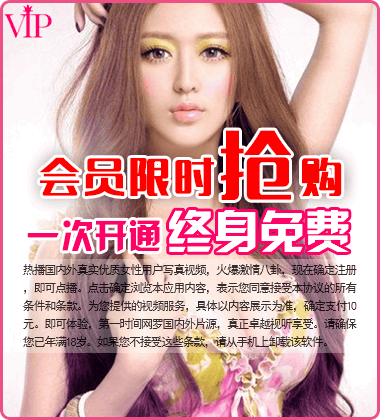 VIP
会员限时抢购
一次开通终身免费
热播国内外真实优质女性用户写真视频，火爆激情八卦，现在确定注册
，即可点播。点击确定浏览本应用内容，表示您同意接受本协议的所有
条件和条款。为您提供的视频服务，具体以内容展示为准，确定支付10
元。即可体验，第一时间网罗国内外片源，真正卓越视听享受。请确保
您已年满18岁。如果您不接受这些条款，请从手机上卸载该软件。